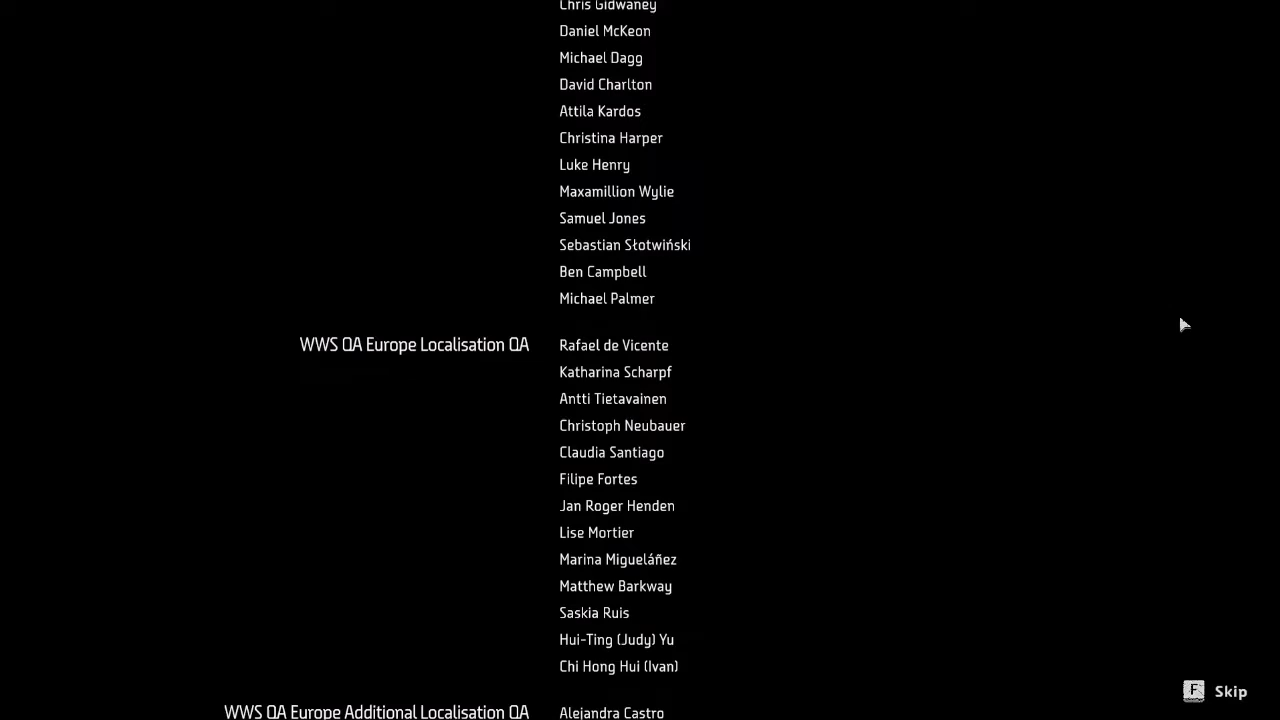 Chris Gidwaney
Daniel McKeon
Michael Dagg
David Charlton
Attila Kardos
Christina Harper
Luke Henry
Maxamillion Wylie
Samuel Jones
Sebastian Słotwiński
Ben Campbell
Michael Palmer
WWS QA Europe Localisation QA Rafael de Vicente
Katharina Scharpf
Antti Tietavainen
Christoph Neubauer
Claudia Santiago
Filipe Fortes
Jan Roger Henden
Lise Mortier
Marina Migueláñez
Matthew Barkway
Saskia Ruis
Hui-Ting (Judy) Yu
Chi Hong Hui (Ivan)
F Skip
WWS QA Europe Additional Localisation QA Alejandra Castro